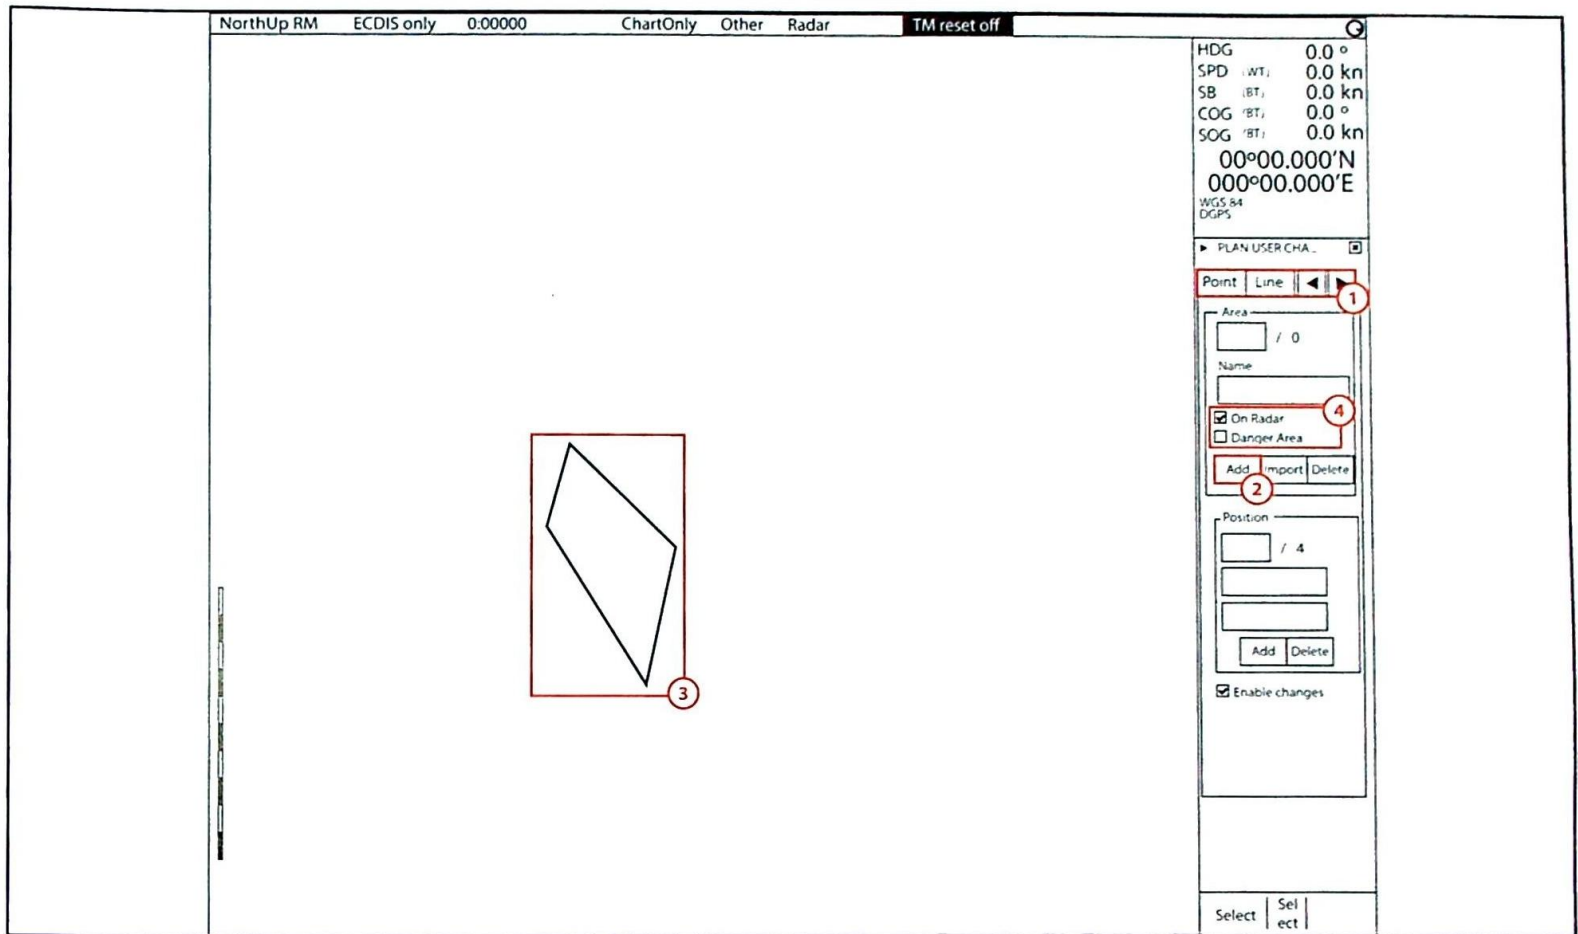 NorthUp RM ECDIS only 0:00000 ChartOnly Other Radar TM reset off
HDG 0.0 °
SPD (WT) 0.0 kn
SB (BT) 0.0 kn
COG (BT) 0.0 °
SOG (BT) 0.0 kn
00°00.000'N
000°00.000'E
WGS 84
DGPS
PLAN USER CHA...
Point Line
1
Area
/ 0
Name
4
On Radar
Danger Area
Add Import Delete
2
Position
/ 4
Add Delete
Enable changes
3
Select Sel
ect